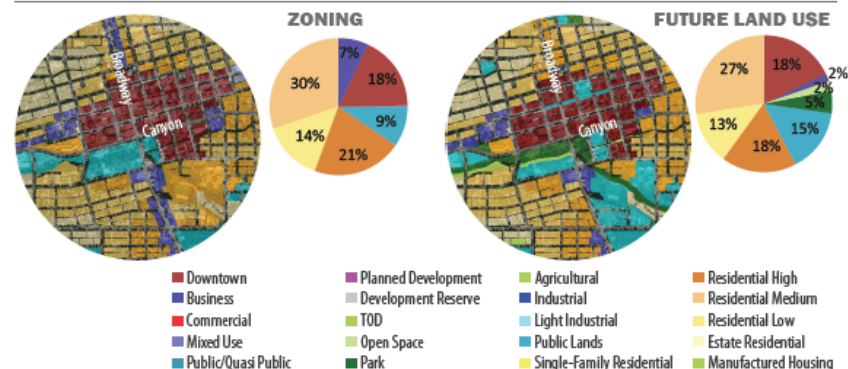 ZONING
FUTURE LAND USE
Broadway
Canyon
7%
18%
9%
21%
14%
30%
Broadway
Canyon
18%
2%
2%
5%
15%
18%
13%
27%
Downtown
Business
Commercial
Mixed Use
Public/Quasi Public
Planned Development
Development Reserve
TOD
Open Space
Park
Agricultural
Industrial
Light Industrial
Public Lands
Single-Family Residential
Residential High
Residential Medium
Residential Low
Estate Residential
Manufactured Housing